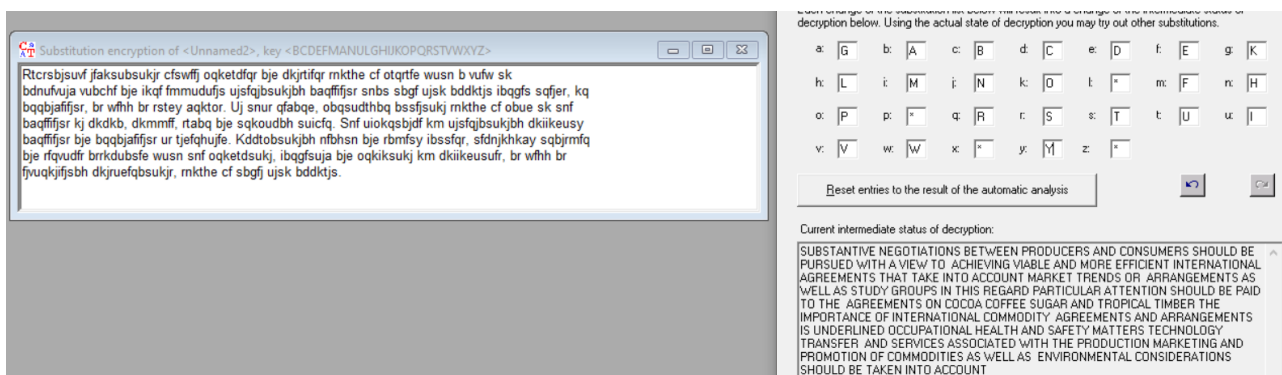 Substitution encryption of <Unnamed2>, key <BCDEFMANULGHIJKOPQRSTVWXYZ>
Rtcrsbjsuvf jfaksubsukjr cfswffj oqketdfqr bje dkjrtifqr rnkthe cf otqrtfe wusn b vufw sk
bdnufvuja vubchf bje ikqf fmmudufjs ujsfqjbsukjbh baqffifjsr snbs sbgf ujsk bddktjs ibqgfs sqfjer, kq
bqqbjafifjsr, br wfhh br rstey aqktor. Uj snur qfabqe, obqsudthbq bssfjsukj rnkthe cf obue sk snf
baqffifjsr kj dkdkb, dkmmff, rtabq bje sqkoudbh suicfq. Snf uiokqsbjdf km ujsfqjbsukjbh dkiikeusy
baqffifjsr bje bqqbjafifjsr ur tjefqhujfe. Kddtobsukjbh nfbhsn bje rbmfsy ibssfqr, sfdnjkhkay sqbjrmfq
bje rfqvudfr brrkdubsfe wusn snf oqketdsukj, ibqgfsuja bje oqkiksukj km dkiikeusufr, br wfhh br
fjvuqkjifjsbh dkjruefqbsukjr, rnkthe cf sbgfj ujsk bddktjs.
Each change of the substitution list below will result into a change of the intermediate status of
decryption below. Using the actual state of decryption you may try out other substitutions.
a: G b: A c: B d: C e: D f: E g: K
h: L i: M j: N k: O l: * m: F n: H
o: P p: * q: R r: S s: T t: U u: I
v: V w: W x: * y: Y z: *
Reset entries to the result of the automatic analysis
Current intermediate status of decryption:
SUBSTANTIVE NEGOTIATIONS BETWEEN PRODUCERS AND CONSUMERS SHOULD BE
PURSUED WITH A VIEW TO ACHIEVING VIABLE AND MORE EFFICIENT INTERNATIONAL
AGREEMENTS THAT TAKE INTO ACCOUNT MARKET TRENDS OR ARRANGEMENTS AS
WELL AS STUDY GROUPS IN THIS REGARD PARTICULAR ATTENTION SHOULD BE PAID
TO THE AGREEMENTS ON COCOA COFFEE SUGAR AND TROPICAL TIMBER THE
IMPORTANCE OF INTERNATIONAL COMMODITY AGREEMENTS AND ARRANGEMENTS
IS UNDERLINED OCCUPATIONAL HEALTH AND SAFETY MATTERS TECHNOLOGY
TRANSFER AND SERVICES ASSOCIATED WITH THE PRODUCTION MARKETING AND
PROMOTION OF COMMODITIES AS WELL AS ENVIRONMENTAL CONSIDERATIONS
SHOULD BE TAKEN INTO ACCOUNT